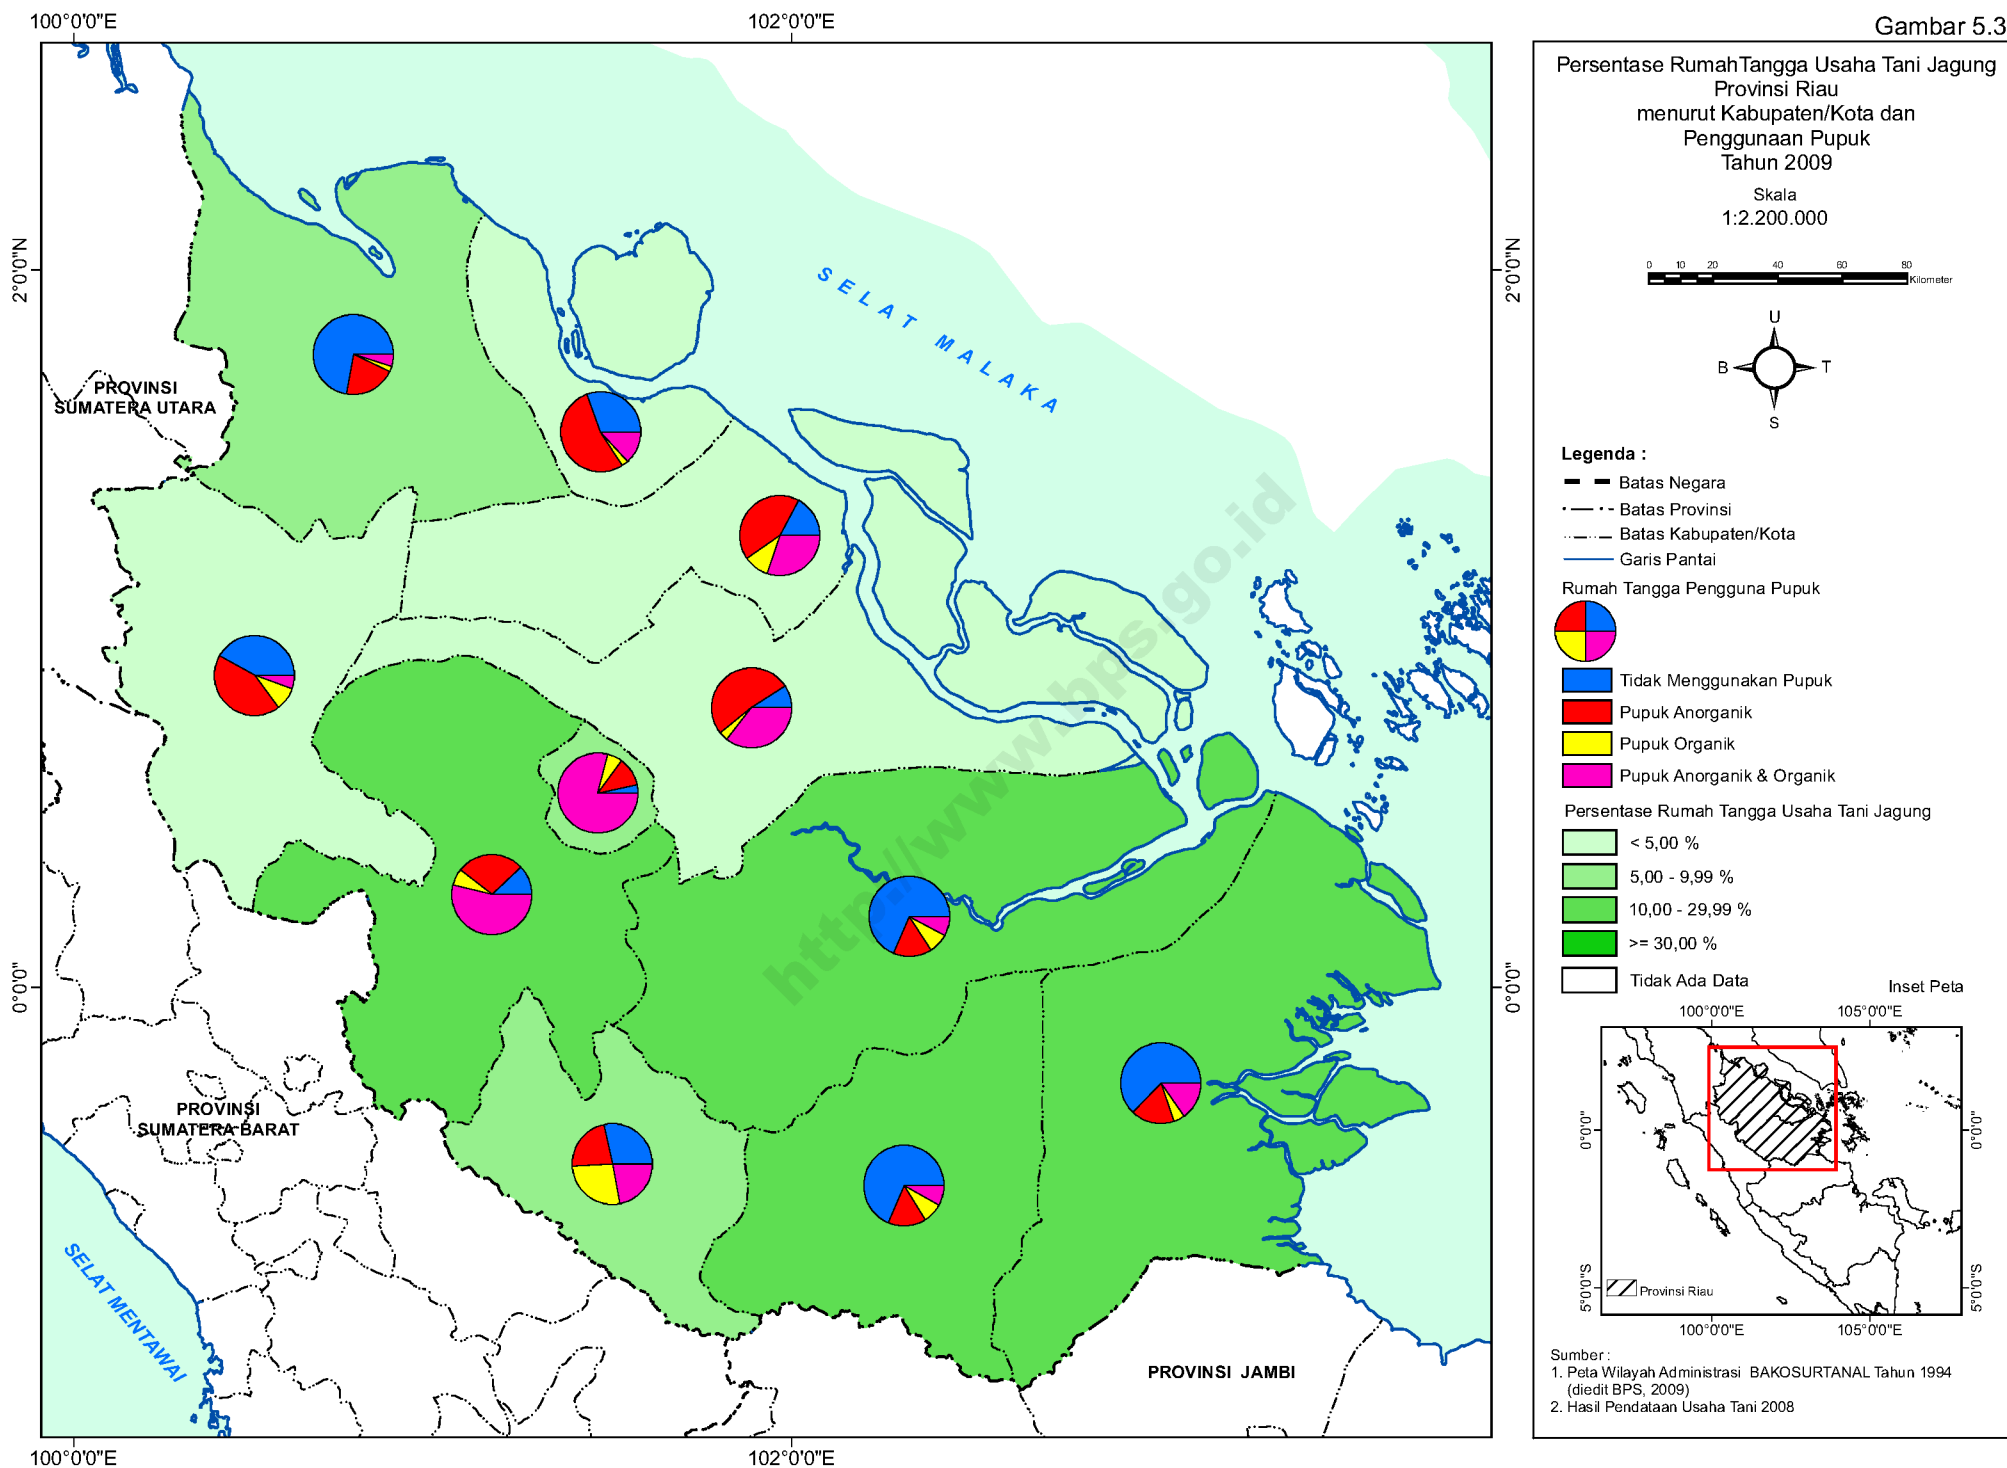 Gambar 5.3
100°0'0"E
102°0'0"E
2°0'0"N
2°0'0"N
0°0'0"
0°0'0"
SELAT MALAKA
PROVINSI
SUMATERA UTARA
PROVINSI
SUMATERA BARAT
SELAT MENTAWAI
PROVINSI JAMBI
http://www.bps.go.id
100°0'0"E
102°0'0"E
Persentase RumahTangga Usaha Tani Jagung
Provinsi Riau
menurut Kabupaten/Kota dan
Penggunaan Pupuk
Tahun 2009
Skala
1:2.200.000
0 10 20 40 60 80
Kilometer
U
B T
S
Legenda :
Batas Negara
Batas Provinsi
Batas Kabupaten/Kota
Garis Pantai
Rumah Tangga Pengguna Pupuk
Tidak Menggunakan Pupuk
Pupuk Anorganik
Pupuk Organik
Pupuk Anorganik & Organik
Persentase Rumah Tangga Usaha Tani Jagung
< 5,00 %
5,00 - 9,99 %
10,00 - 29,99 %
>= 30,00 %
Tidak Ada Data
Inset Peta
100°0'0"E
105°0'0"E
0°0'0"
0°0'0"
5°0'0"S
5°0'0"S
Provinsi Riau
100°0'0"E
105°0'0"E
Sumber :
1. Peta Wilayah Administrasi BAKOSURTANAL Tahun 1994
(diedit BPS, 2009)
2. Hasil Pendataan Usaha Tani 2008